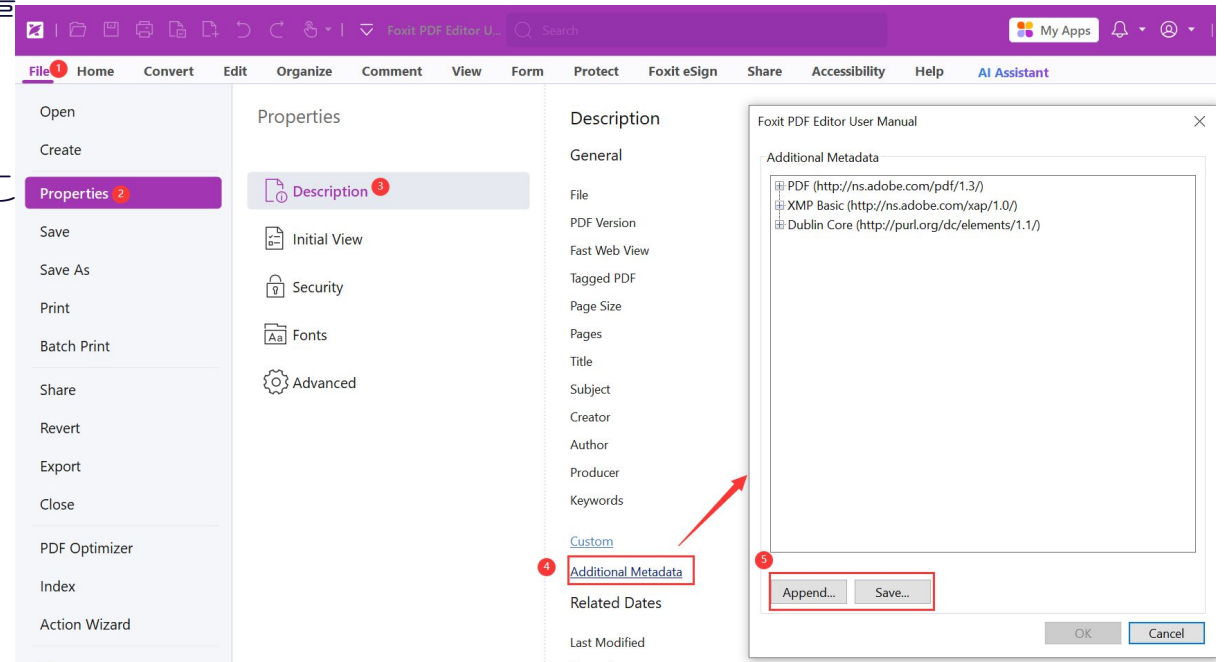 Foxit PDF Editor U...
Search
My Apps
File 1 Home Convert Edit Organize Comment View Form Protect Foxit eSign Share Accessibility Help AI Assistant
Open
Create
Properties 2
Save
Save As
Print
Batch Print
Share
Revert
Export
Close
PDF Optimizer
Index
Action Wizard
Properties
Description 3
Initial View
Security
Aa Fonts
Advanced
Description
General
File
PDF Version
Fast Web View
Tagged PDF
Page Size
Pages
Title
Subject
Creator
Author
Producer
Keywords
Custom
4 Additional Metadata
Related Dates
Last Modified
Foxit PDF Editor User Manual
Additional Metadata
PDF (http://ns.adobe.com/pdf/1.3/)
XMP Basic (http://ns.adobe.com/xap/1.0/)
Dublin Core (http://purl.org/dc/elements/1.1/)
5
Append... Save...
OK Cancel